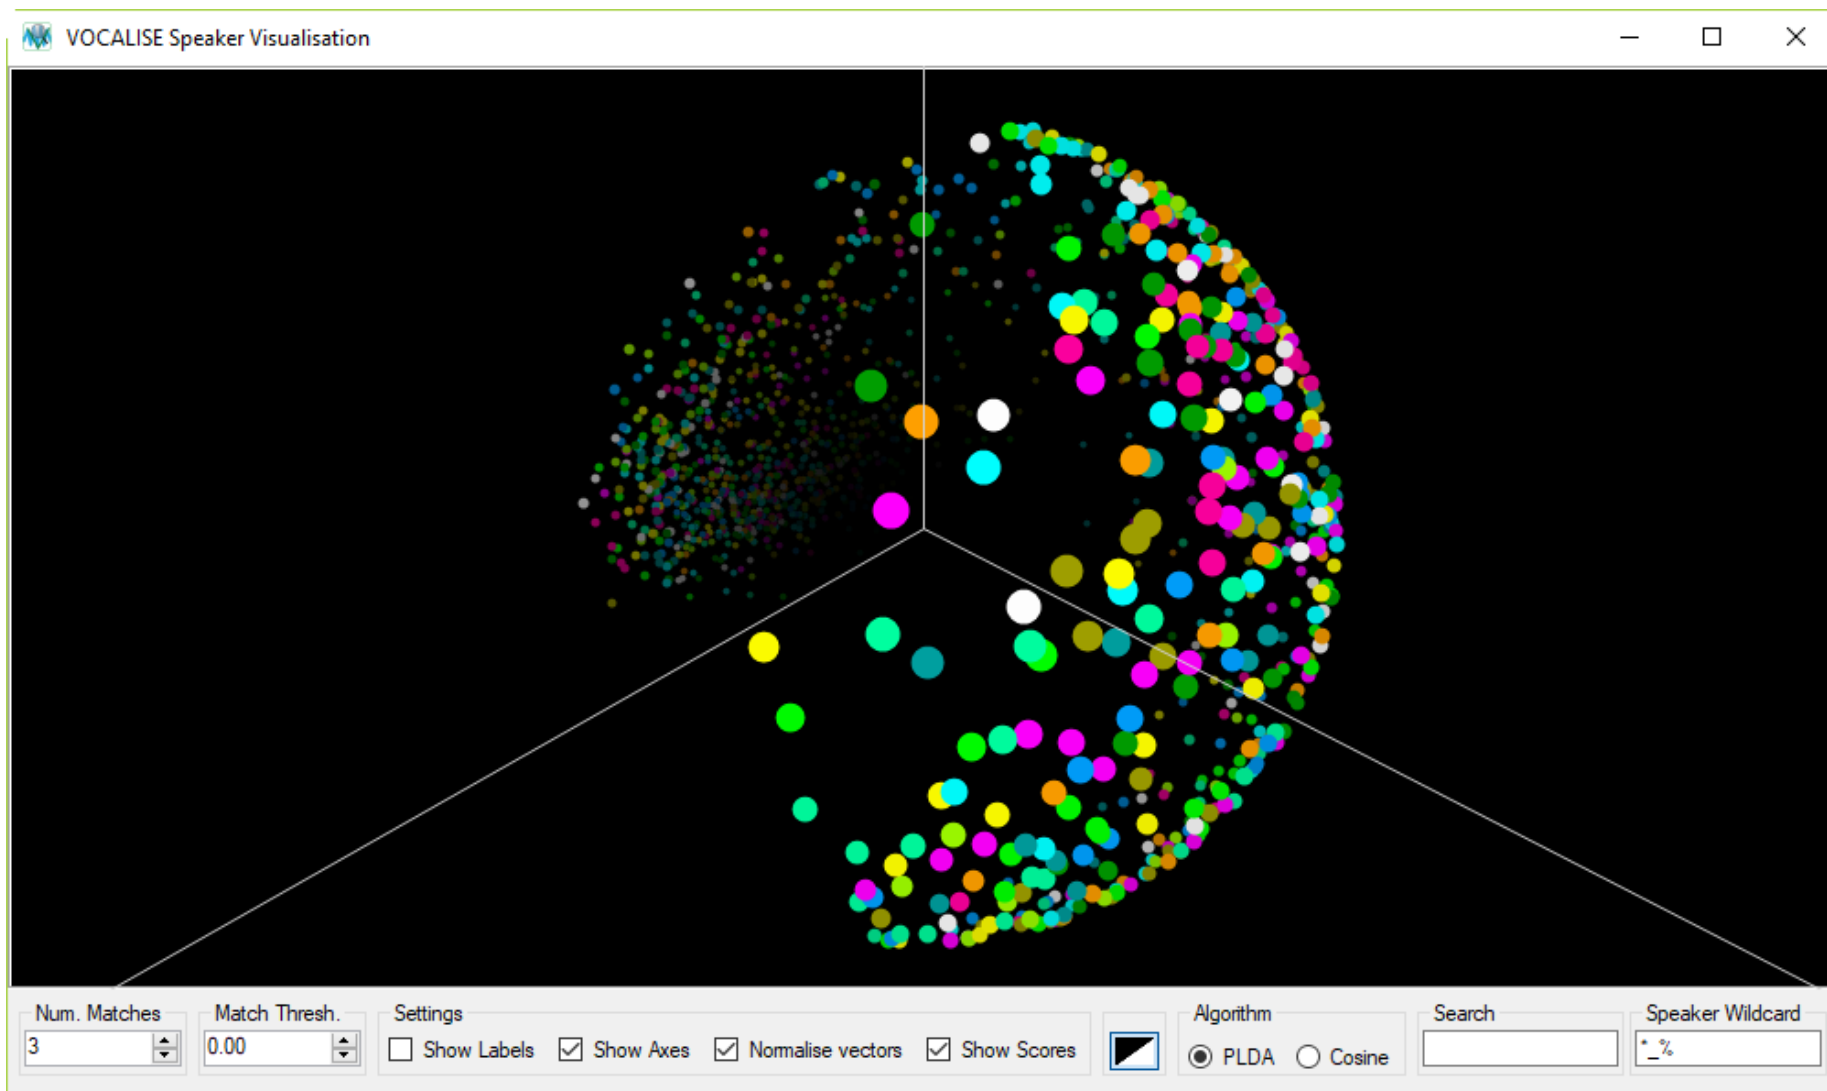 VOCALISE Speaker Visualisation
Num. Matches
Match Thresh.
Settings
Algorithm
Search
Speaker Wildcard
3
0.00
Show Labels
Show Axes
Normalise vectors
Show Scores
PLDA
Cosine
*_%